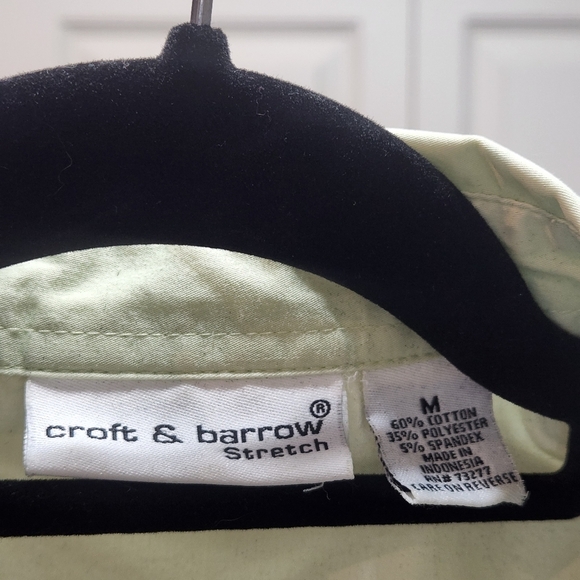 croft & barrow®
Stretch
M
60% COTTON
35% POLYESTER
5% SPANDEX
MADE IN
INDONESIA
RN# 73277
CARE ON REVERSE